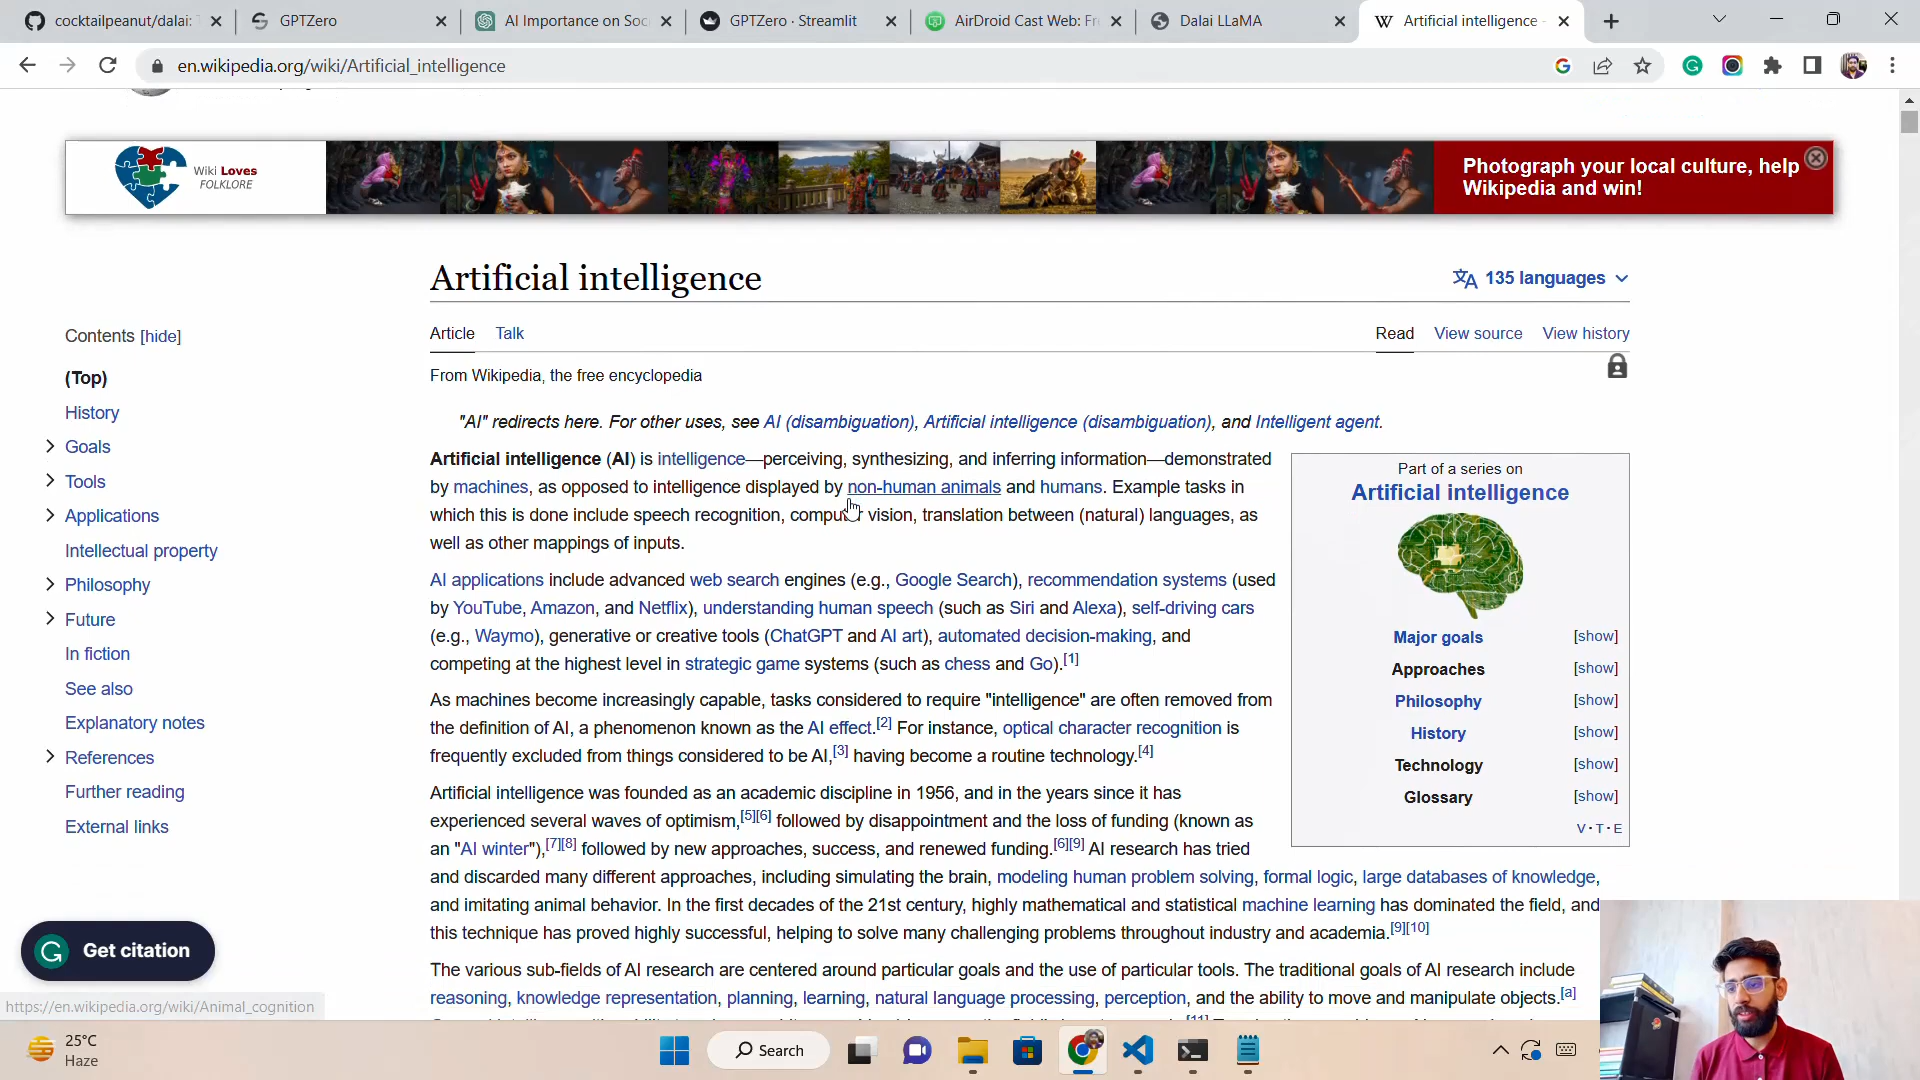 cocktailpeanut/dalai: T
GPTZero
AI Importance on Soc
GPTZero · Streamlit
AirDroid Cast Web: Fr
Dalai LLaMA
Artificial intelligence -
en.wikipedia.org/wiki/Artificial_intelligence
Wiki Loves
FOLKLORE
Photograph your local culture, help
Wikipedia and win!
Artificial intelligence
135 languages
Contents [hide]
(Top)
History
Goals
Tools
Applications
Intellectual property
Philosophy
Future
In fiction
See also
Explanatory notes
References
Further reading
External links
Article Talk
Read View source View history
From Wikipedia, the free encyclopedia
"AI" redirects here. For other uses, see AI (disambiguation), Artificial intelligence (disambiguation), and Intelligent agent.
Artificial intelligence (AI) is intelligence—perceiving, synthesizing, and inferring information—demonstrated
by machines, as opposed to intelligence displayed by non-human animals and humans. Example tasks in
which this is done include speech recognition, computer vision, translation between (natural) languages, as
well as other mappings of inputs.
AI applications include advanced web search engines (e.g., Google Search), recommendation systems (used
by YouTube, Amazon, and Netflix), understanding human speech (such as Siri and Alexa), self-driving cars
(e.g., Waymo), generative or creative tools (ChatGPT and AI art), automated decision-making, and
competing at the highest level in strategic game systems (such as chess and Go).[1]
As machines become increasingly capable, tasks considered to require "intelligence" are often removed from
the definition of AI, a phenomenon known as the AI effect.[2] For instance, optical character recognition is
frequently excluded from things considered to be AI,[3] having become a routine technology.[4]
Artificial intelligence was founded as an academic discipline in 1956, and in the years since it has
experienced several waves of optimism,[5][6] followed by disappointment and the loss of funding (known as
an "AI winter"),[7][8] followed by new approaches, success, and renewed funding.[6][9] AI research has tried
and discarded many different approaches, including simulating the brain, modeling human problem solving, formal logic, large databases of knowledge,
and imitating animal behavior. In the first decades of the 21st century, highly mathematical and statistical machine learning has dominated the field, and
this technique has proved highly successful, helping to solve many challenging problems throughout industry and academia.[9][10]
The various sub-fields of AI research are centered around particular goals and the use of particular tools. The traditional goals of AI research include
reasoning, knowledge representation, planning, learning, natural language processing, perception, and the ability to move and manipulate objects.[a]
[11]
Part of a series on
Artificial intelligence
Major goals [show]
Approaches [show]
Philosophy [show]
History [show]
Technology [show]
Glossary [show]
V · T · E
Get citation
https://en.wikipedia.org/wiki/Animal_cognition
25°C
Haze
Search